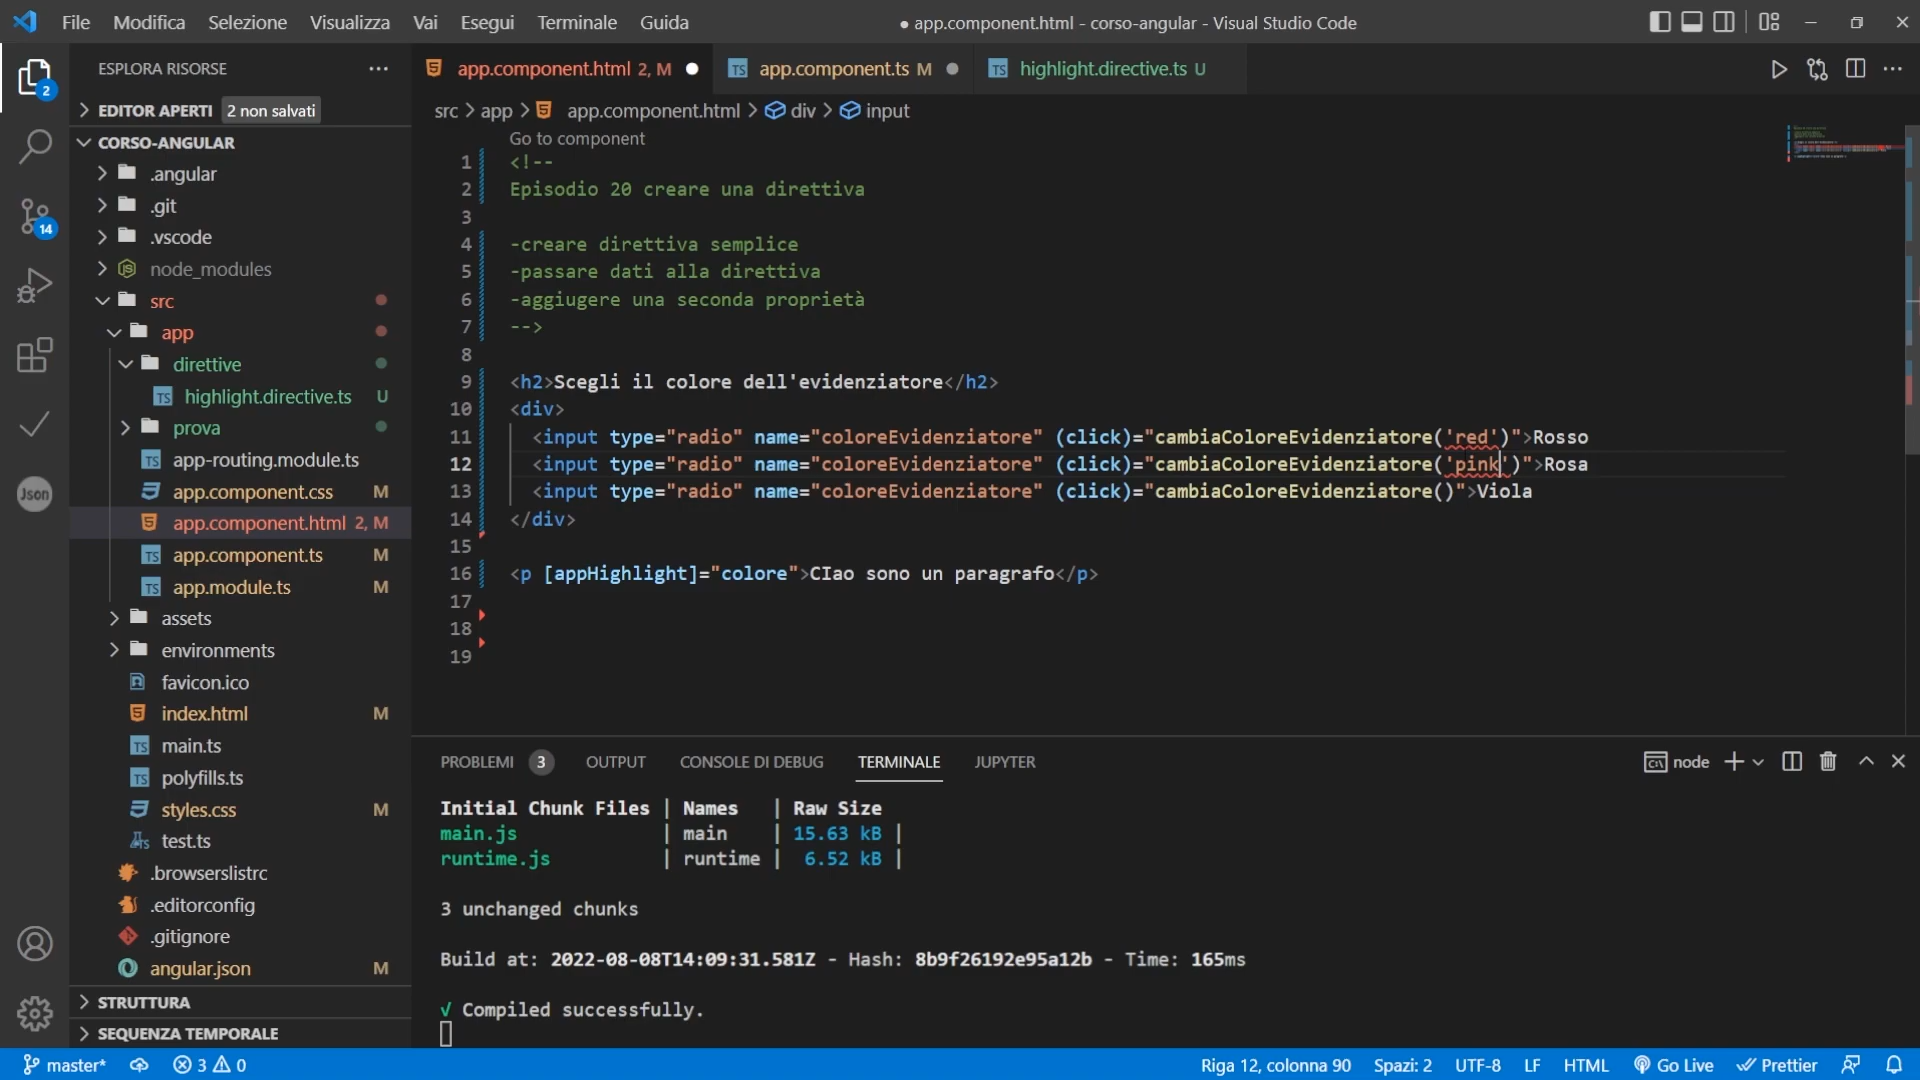 File Modifica Selezione Visualizza Vai Esegui Terminale Guida
● app.component.html - corso-angular - Visual Studio Code
2
14
Json
ESPLORA RISORSE
EDITOR APERTI 2 non salvati
CORSO-ANGULAR
.angular
.git
.vscode
node_modules
src
app
direttive
TS highlight.directive.ts U
prova
TS app-routing.module.ts
app.component.css M
app.component.html 2, M
TS app.component.ts M
TS app.module.ts M
assets
environments
favicon.ico
index.html M
TS main.ts
TS polyfills.ts
styles.css M
test.ts
.browserslistrc
.editorconfig
.gitignore
angular.json M
STRUTTURA
SEQUENZA TEMPORALE
app.component.html 2, M
TS app.component.ts M
TS highlight.directive.ts U
src > app > app.component.html > div > input
Go to component
1 <!--
2 Episodio 20 creare una direttiva
3
4 -creare direttiva semplice
5 -passare dati alla direttiva
6 -aggiugere una seconda proprietà
7 -->
8
9 <h2>Scegli il colore dell'evidenziatore</h2>
10 <div>
11 <input type="radio" name="coloreEvidenziatore" (click)="cambiaColoreEvidenziatore('red')">Rosso
12 <input type="radio" name="coloreEvidenziatore" (click)="cambiaColoreEvidenziatore('pink')">Rosa
13 <input type="radio" name="coloreEvidenziatore" (click)="cambiaColoreEvidenziatore()">Viola
14 </div>
15
16 <p [appHighlight]="colore">CIao sono un paragrafo</p>
17
18
19
PROBLEMI 3 OUTPUT CONSOLE DI DEBUG TERMINALE JUPYTER
node
Initial Chunk Files | Names | Raw Size
main.js | main | 15.63 kB |
runtime.js | runtime | 6.52 kB |
3 unchanged chunks
Build at: 2022-08-08T14:09:31.581Z - Hash: 8b9f26192e95a12b - Time: 165ms
√ Compiled successfully.
master* 3 0
Riga 12, colonna 90 Spazi: 2 UTF-8 LF HTML Go Live Prettier